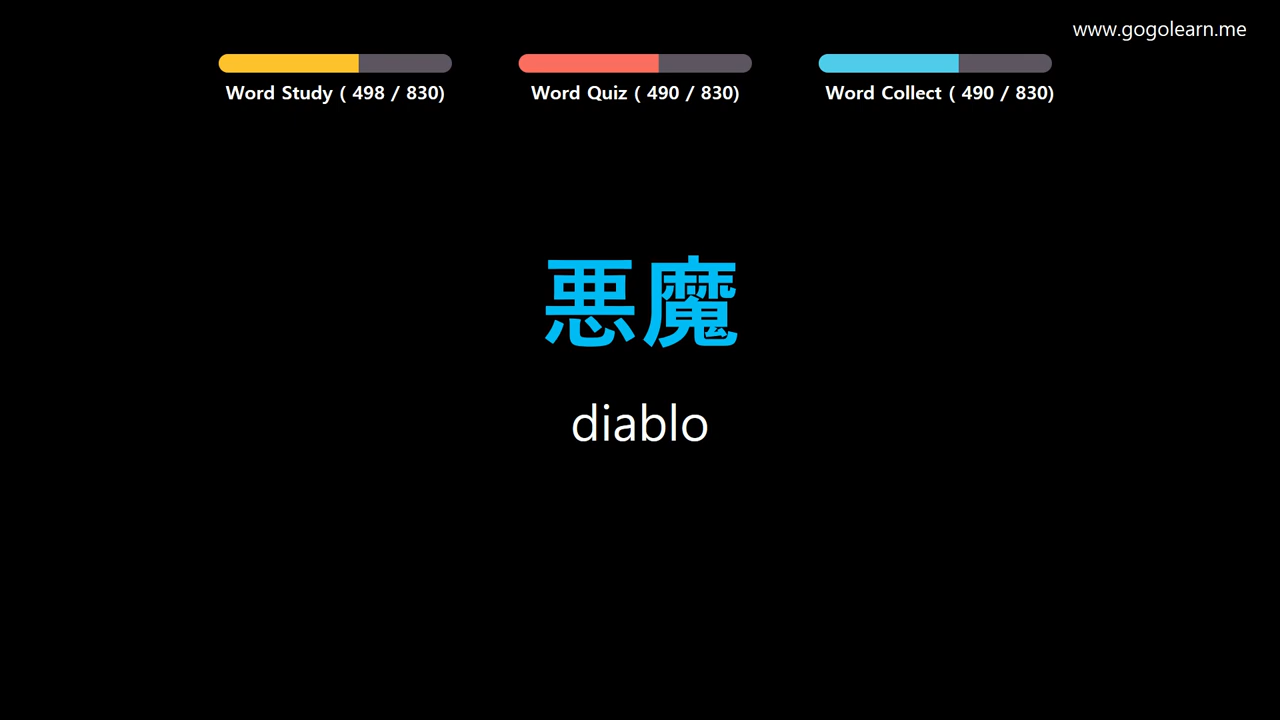 www.gogolearn.me
Word Study ( 498 / 830)
Word Quiz ( 490 / 830)
Word Collect ( 490 / 830)
悪魔
diablo